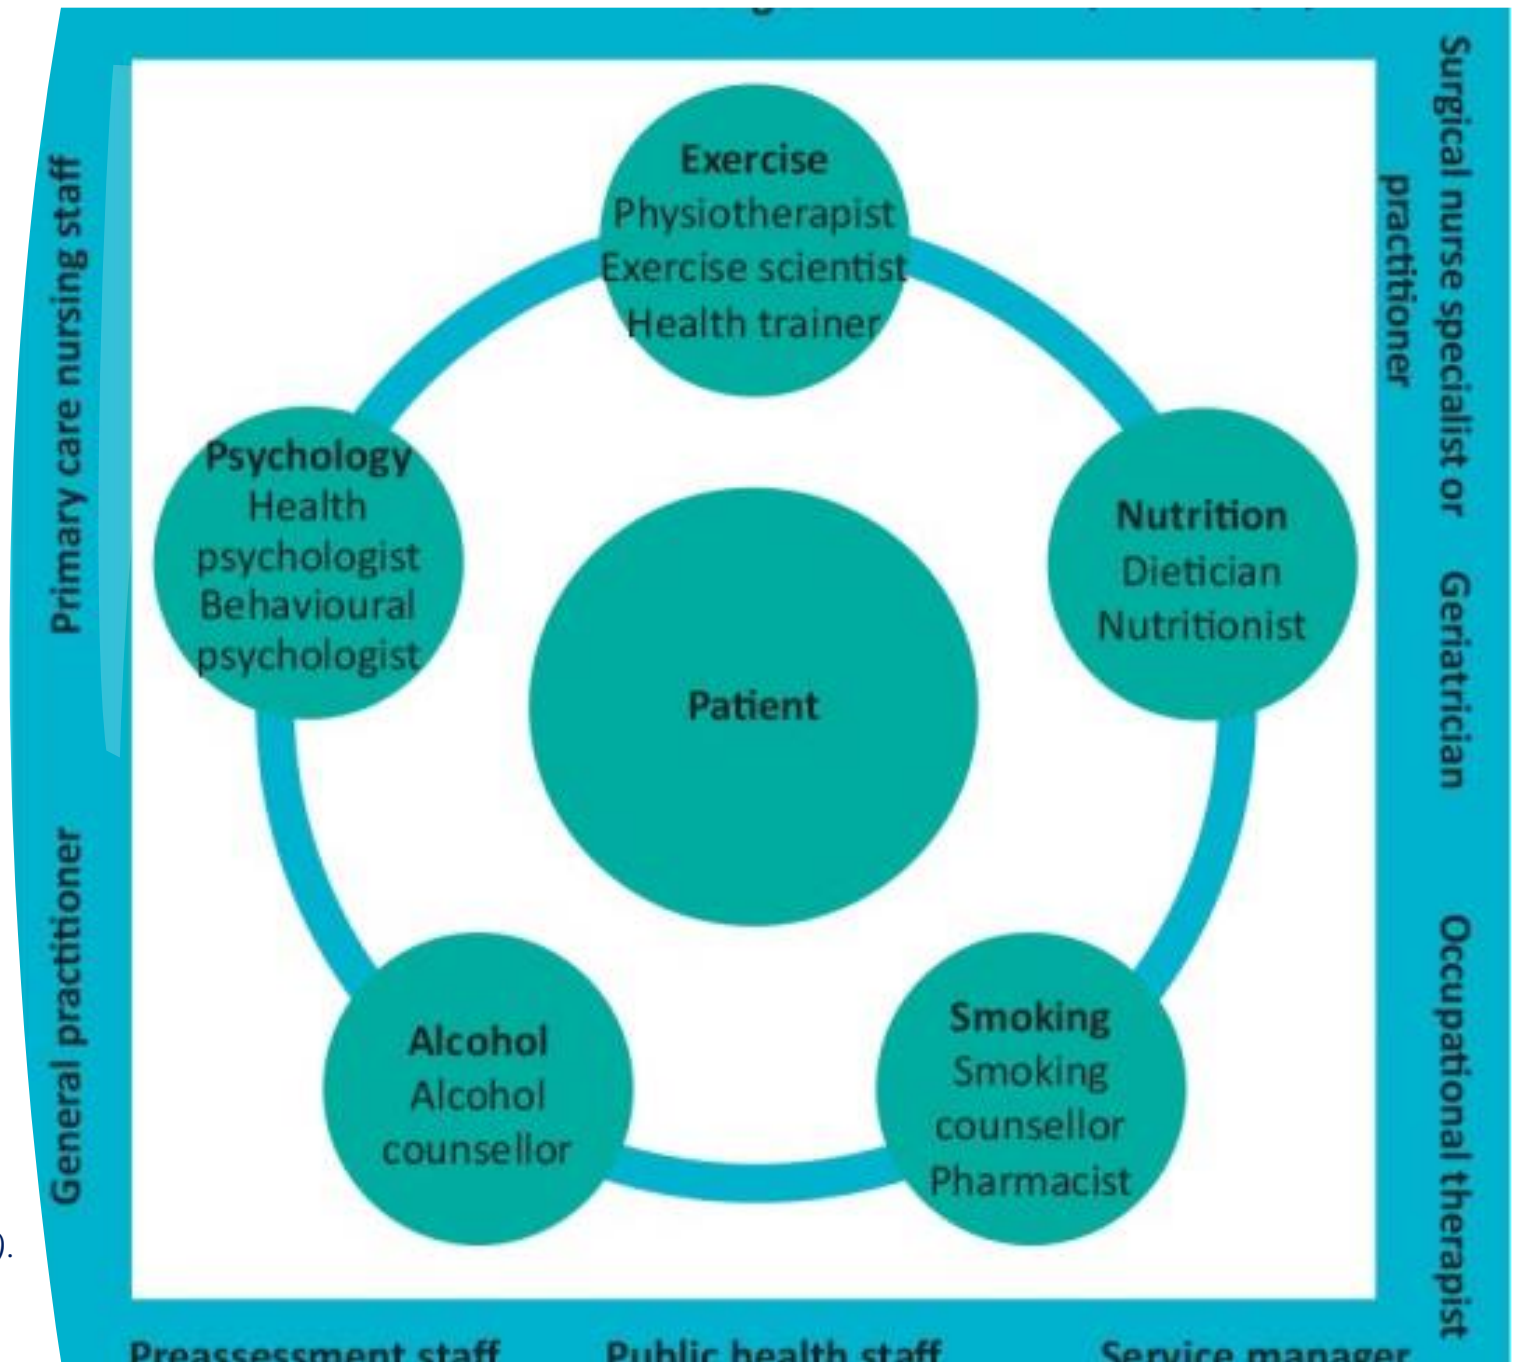 Exercise
Physiotherapist
Exercise scientist
Health trainer
Psychology
Health
psychologist
Behavioural
psychologist
Nutrition
Dietician
Nutritionist
Patient
Alcohol
Alcohol
counsellor
Smoking
Smoking
counsellor
Pharmacist
Primary care nursing staff
General practitioner
Surgical nurse specialist or
practitioner
Geriatrician
Occupational therapist
).
Preassessment staff
Public health staff
Service manager